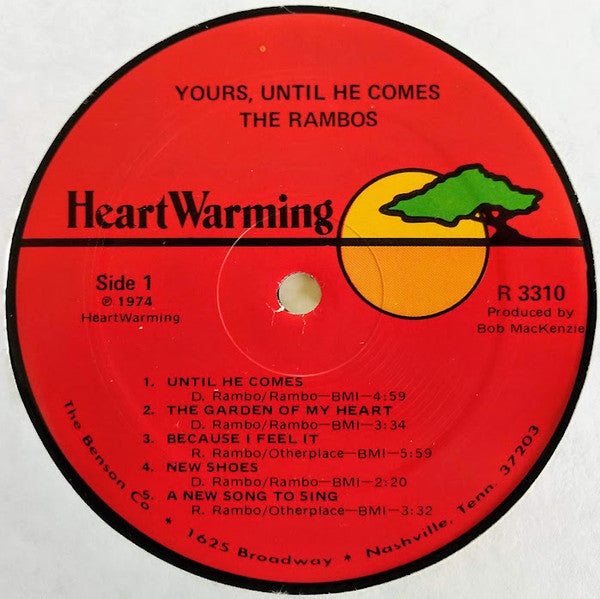 YOURS, UNTIL HE COMES
THE RAMBOS
HeartWarming
Side 1
℗ 1974
HeartWarming
R 3310
Produced by
Bob MacKenzie
1. UNTIL HE COMES
D. Rambo/Rambo—BMI—4:59
2. THE GARDEN OF MY HEART
D. Rambo/Rambo—BMI—3:34
3. BECAUSE I FEEL IT
R. Rambo/Otherplace—BMI—5:59
4. NEW SHOES
D. Rambo/Rambo—BMI—2:20
5. A NEW SONG TO SING
R. Rambo/Otherplace—BMI—3:32
The Benson Co * 1625 Broadway * Nashville, Tenn. 37203